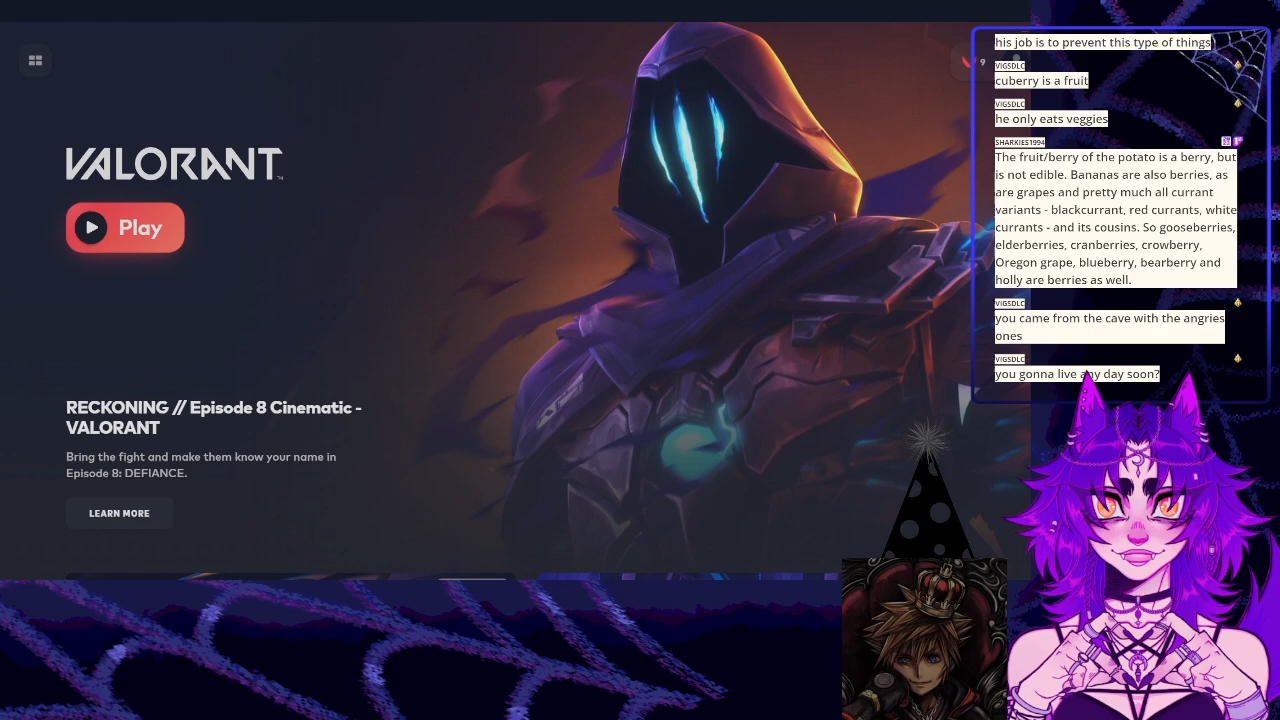 VALORANT
Play
RECKONING // Episode 8 Cinematic -
VALORANT
Bring the fight and make them know your name in
Episode 8: DEFIANCE.
LEARN MORE
9
his job is to prevent this type of things
VIGSDLC
cuberry is a fruit
VIGSDLC
he only eats veggies
SHARKIES1994
The fruit/berry of the potato is a berry, but
is not edible. Bananas are also berries, as
are grapes and pretty much all currant
variants - blackcurrant, red currants, white
currants - and its cousins. So gooseberries,
elderberries, cranberries, crowberry,
Oregon grape, blueberry, bearberry and
holly are berries as well.
VIGSDLC
you came from the cave with the angries
ones
VIGSDLC
you gonna live any day soon?